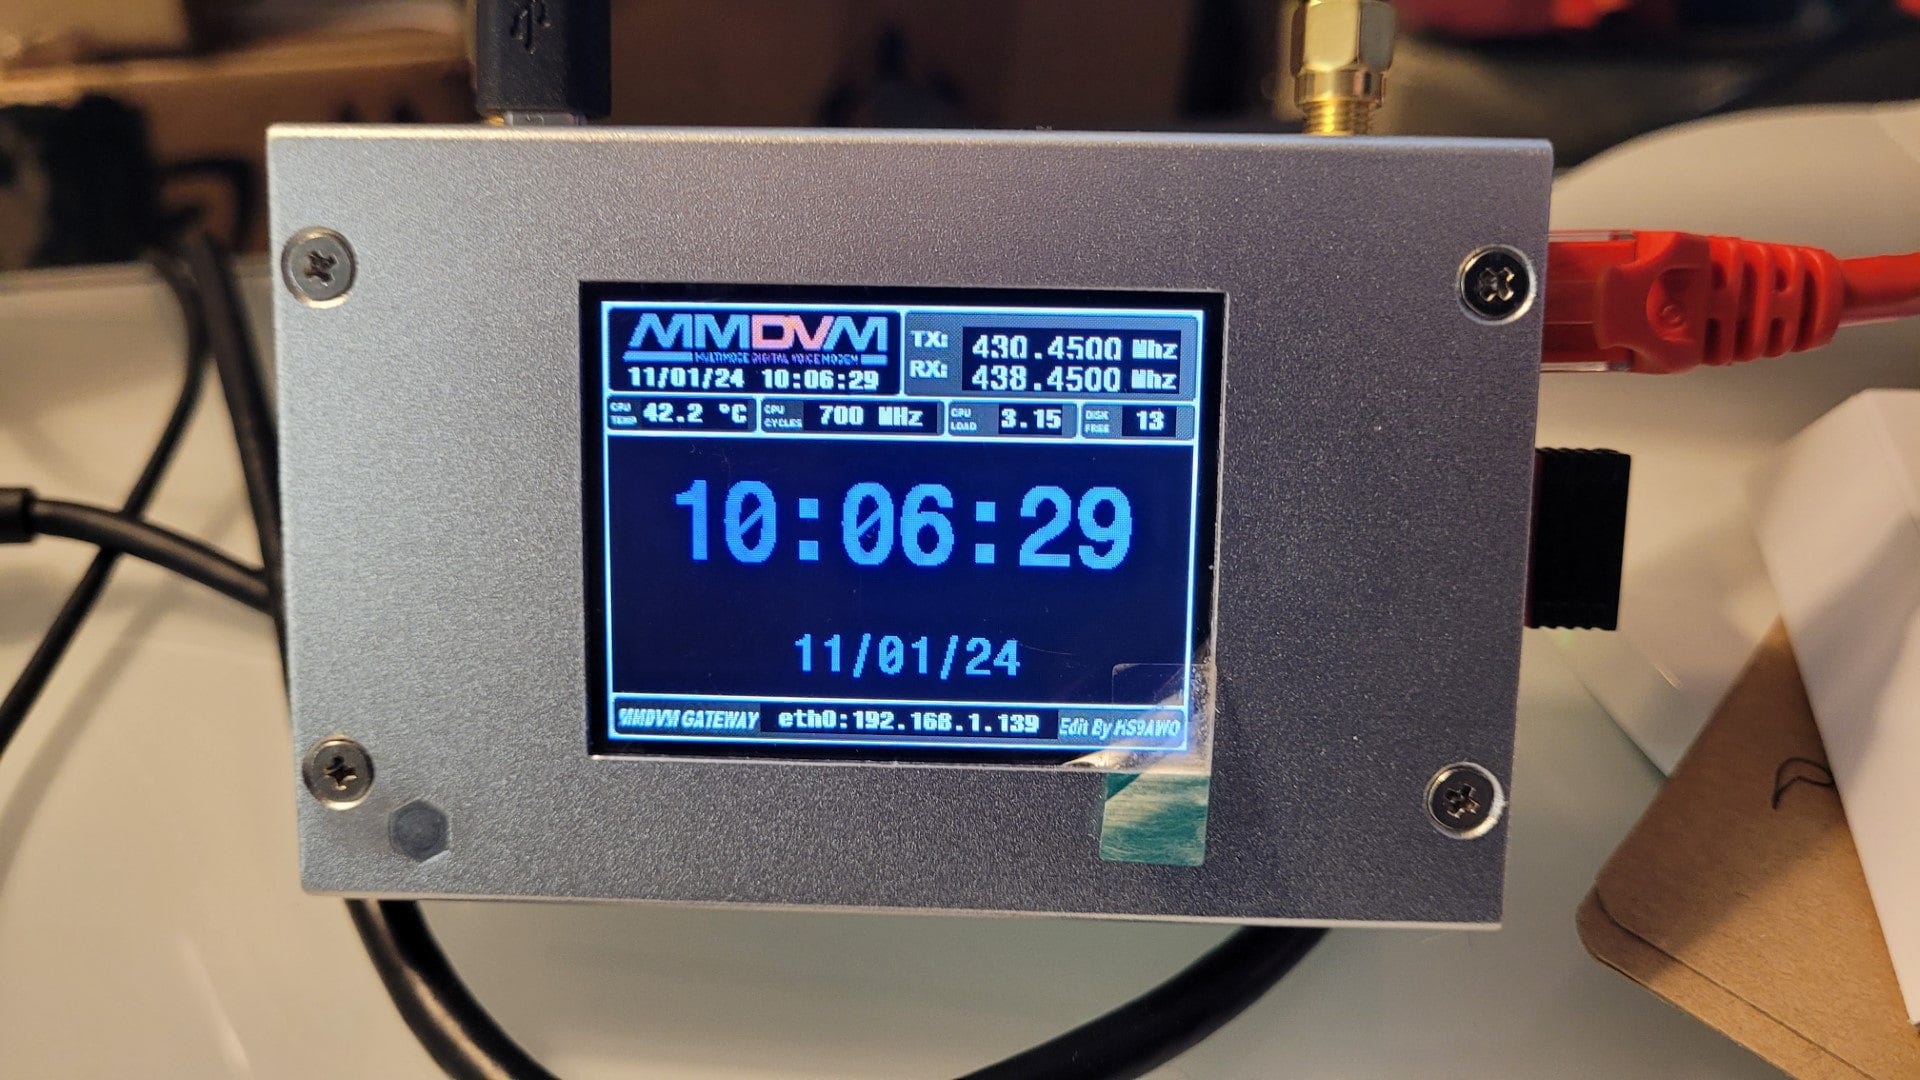 MMDVM
MULTIMODE DIGITAL VOICE MODEM
11/01/24 10:06:29
TX: 430.4500 Mhz
RX: 438.4500 Mhz
CPU TEMP 42.2 °C
CPU CYCLES 700 MHz
CPU LOAD 3.15
DISK FREE 13
10:06:29
11/01/24
MMDVM GATEWAY eth0:192.168.1.139 Edit By HS9AWO